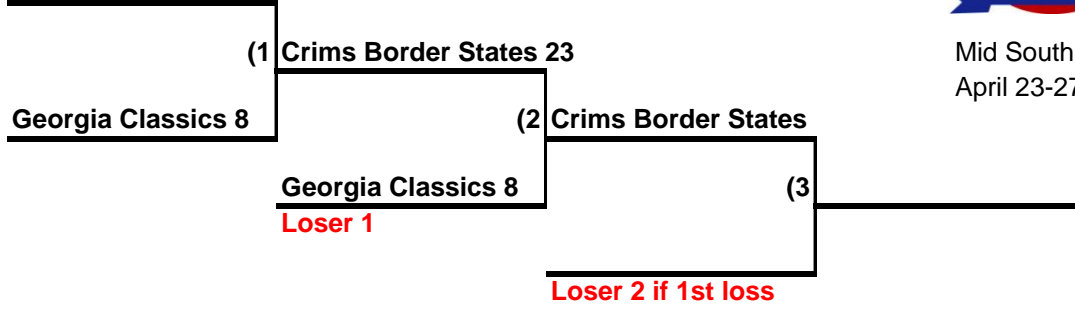 (1 Crims Border States 23
Mid South
April 23-27
Georgia Classics 8
(2 Crims Border States
Georgia Classics 8
(3
Loser 1
Loser 2 if 1st loss